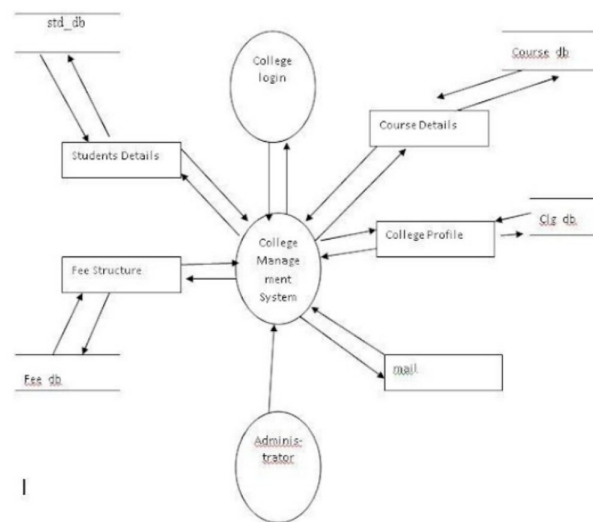 std_db
College
login
Course db
Course Details
Students Details
College Profile
Clg db
College
Manage
ment
System
Fee Structure
Fee db
mail
Adminis-
trator